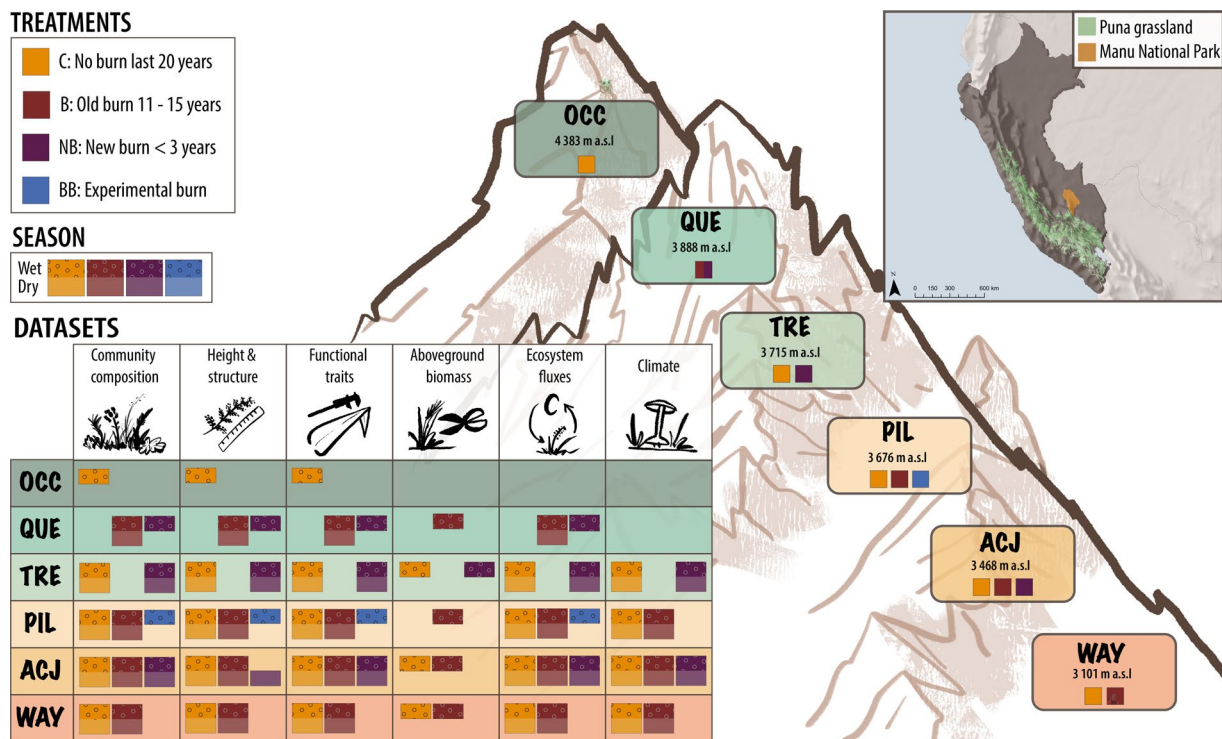 TREATMENTS
C: No burn last 20 years
B: Old burn 11 - 15 years
NB: New burn < 3 years
BB: Experimental burn
SEASON
Wet
Dry
DATASETS
Community composition
Height & structure
Functional traits
Aboveground biomass
Ecosystem fluxes
Climate
C
OCC
QUE
TRE
PIL
ACJ
WAY
OCC
4 383 m a.s.l
QUE
3 888 m a.s.l
TRE
3 715 m a.s.l
PIL
3 676 m a.s.l
ACJ
3 468 m a.s.l
WAY
3 101 m a.s.l
Puna grassland
Manu National Park
N
0 150 300 600 km